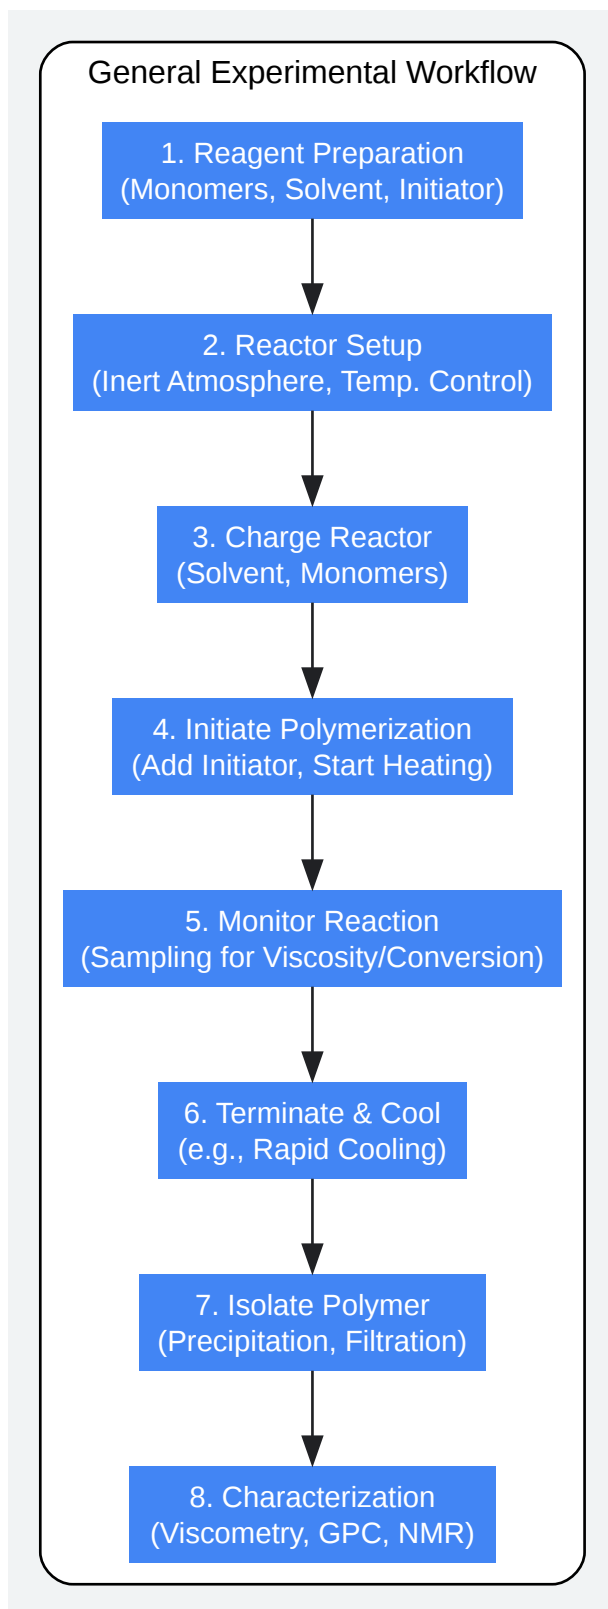 General Experimental Workflow
1. Reagent Preparation
(Monomers, Solvent, Initiator)
2. Reactor Setup
(Inert Atmosphere, Temp. Control)
3. Charge Reactor
(Solvent, Monomers)
4. Initiate Polymerization
(Add Initiator, Start Heating)
5. Monitor Reaction
(Sampling for Viscosity/Conversion)
6. Terminate & Cool
(e.g., Rapid Cooling)
7. Isolate Polymer
(Precipitation, Filtration)
8. Characterization
(Viscometry, GPC, NMR)